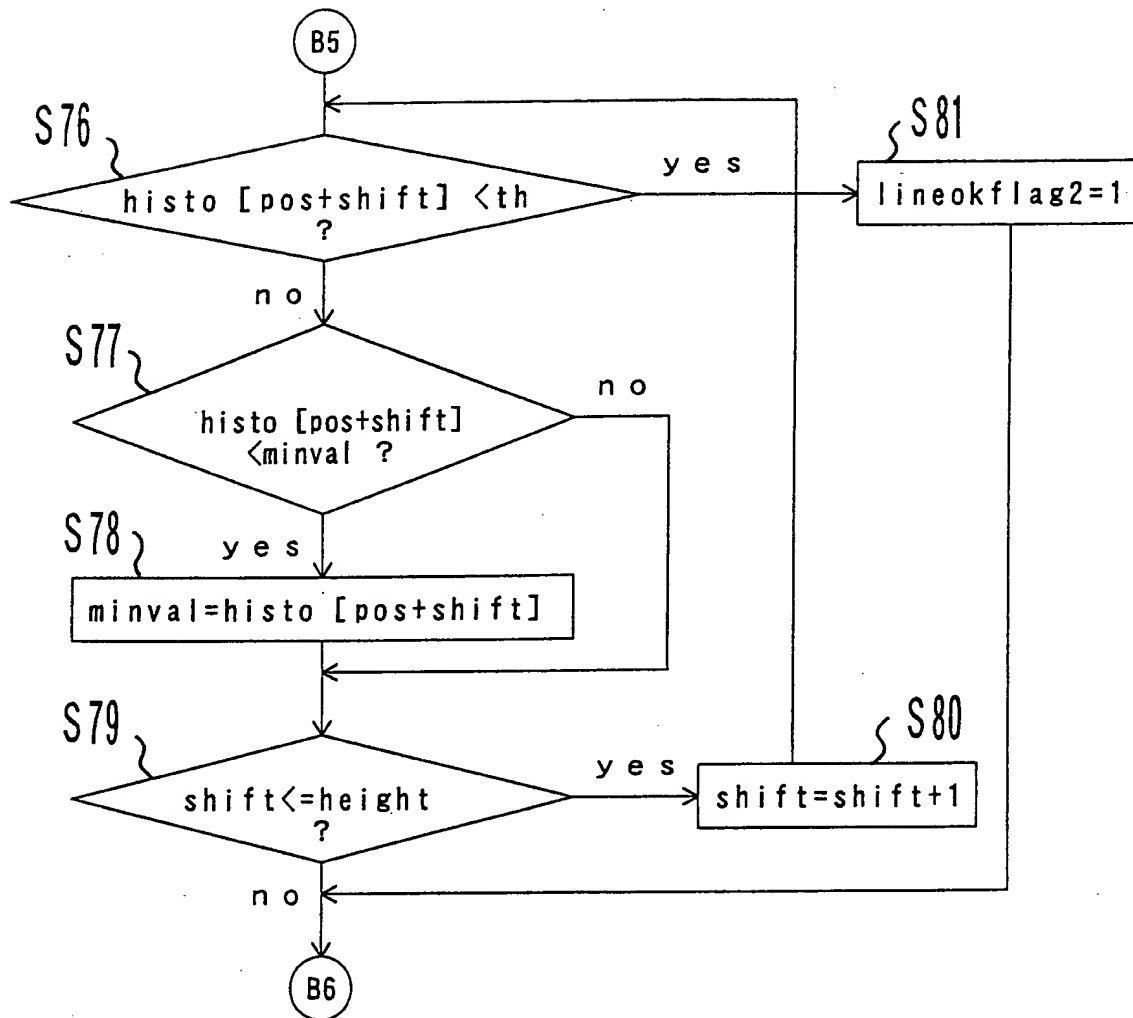 B5
S76
histo [pos+shift] <th
?
yes
S81
lineokflag2=1
no
S77
histo [pos+shift]
<minval ?
no
yes
S78
minval=histo [pos+shift]
S79
shift<=height
?
yes
S80
shift=shift+1
no
B6